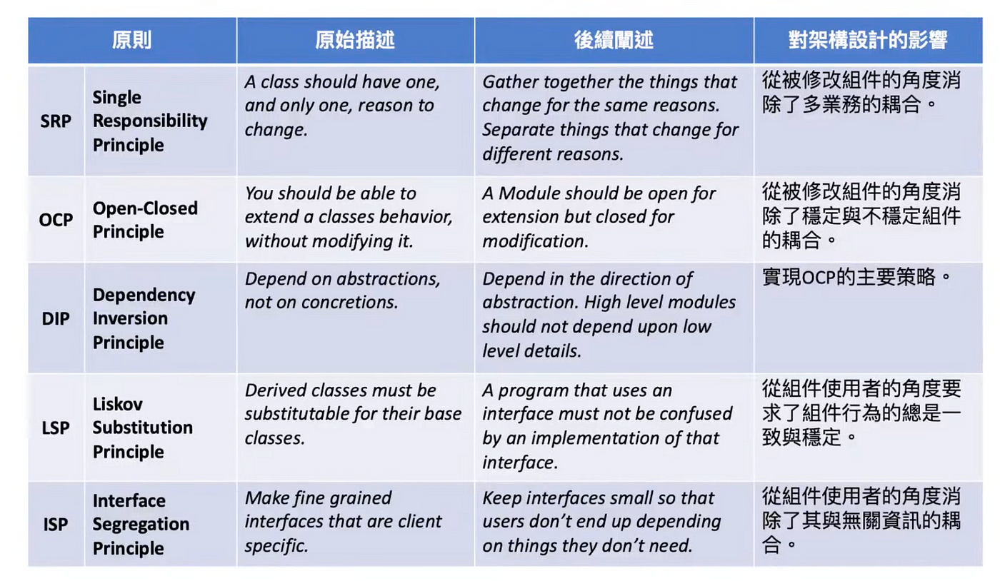 原則
原始描述
後續闡述
對架構設計的影響
SRP
Single
Responsibility
Principle
A class should have one,
and only one, reason to
change.
Gather together the things that
change for the same reasons.
Separate things that change for
different reasons.
從被修改組件的角度消
除了多業務的耦合。
OCP
Open-Closed
Principle
You should be able to
extend a classes behavior,
without modifying it.
A Module should be open for
extension but closed for
modification.
從被修改組件的角度消
除了穩定與不穩定組件
的耦合。
DIP
Dependency
Inversion
Principle
Depend on abstractions,
not on concretions.
Depend in the direction of
abstraction. High level modules
should not depend upon low
level details.
實現OCP的主要策略。
LSP
Liskov
Substitution
Principle
Derived classes must be
substitutable for their base
classes.
A program that uses an
interface must not be confused
by an implementation of that
interface.
從組件使用者的角度要
求了組件行為的總是一
致與穩定。
ISP
Interface
Segregation
Principle
Make fine grained
interfaces that are client
specific.
Keep interfaces small so that
users don’t end up depending
on things they don’t need.
從組件使用者的角度消
除了其與無關資訊的耦
合。